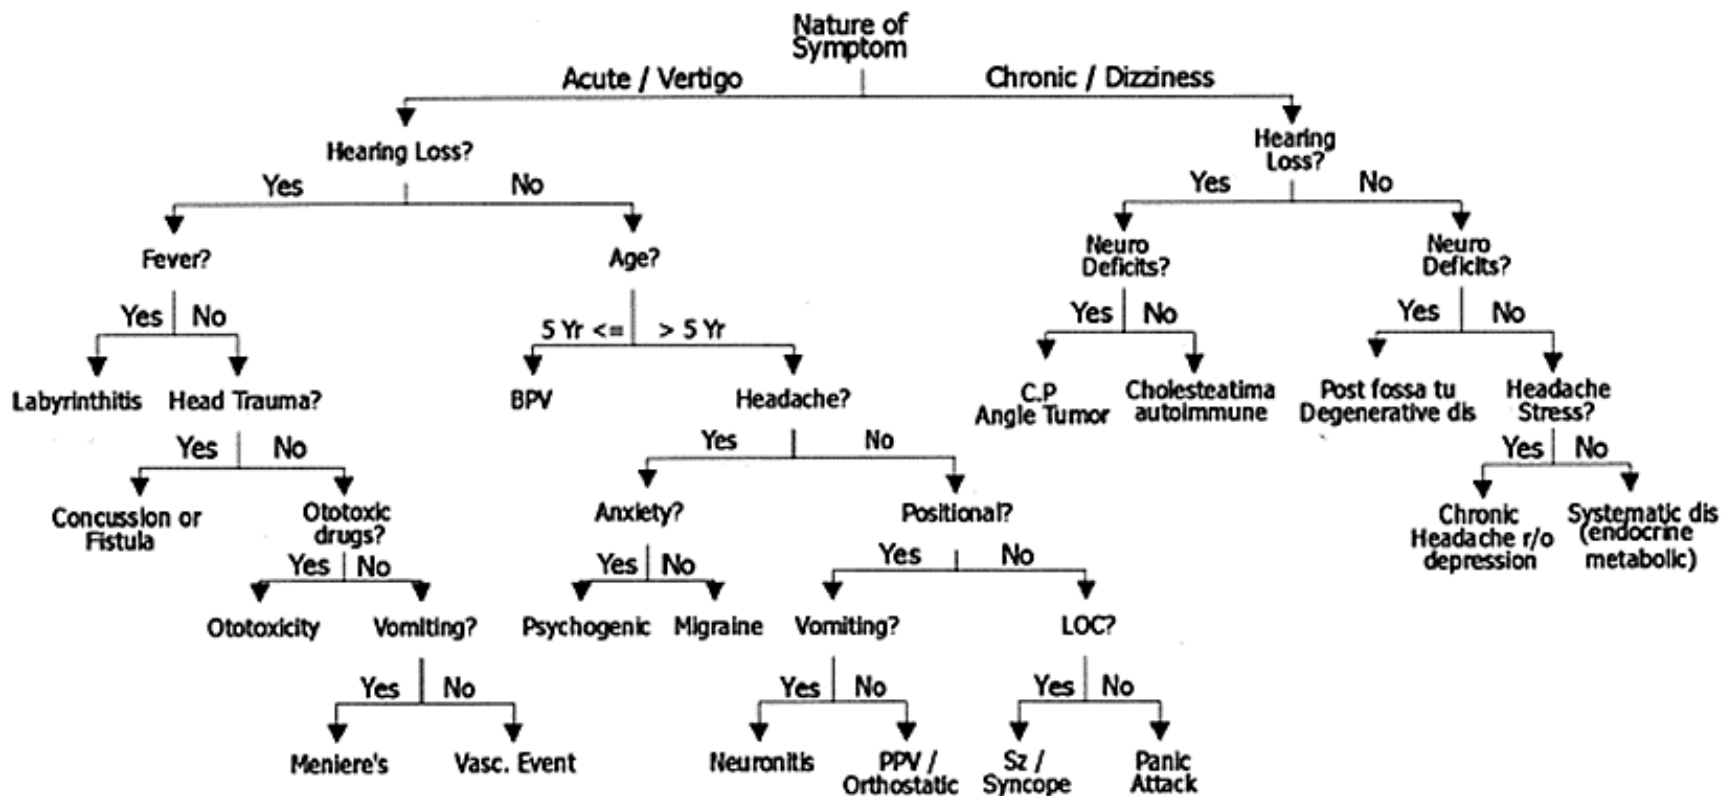 Nature of
Symptom
Acute / Vertigo
Chronic / Dizziness
Hearing Loss?
Hearing
Loss?
Yes
No
Yes
No
Fever?
Age?
Neuro
Deficits?
Neuro
Deficits?
Yes
No
5 Yr <=
> 5 Yr
Yes
No
Yes
No
Labyrinthitis
Head Trauma?
BPV
Headache?
C.P
Angle Tumor
Cholesteatima
autoimmune
Post fossa tu
Degenerative dis
Headache
Stress?
Yes
No
Yes
No
Yes
No
Concussion or
Fistula
Ototoxic
drugs?
Anxiety?
Positional?
Chronic
Headache r/o
depression
Systematic dis
(endocrine
metabolic)
Yes
No
Yes
No
Yes
No
Ototoxicity
Vomiting?
Psychogenic
Migraine
Vomiting?
LOC?
Yes
No
Yes
No
Yes
No
Meniere's
Vasc. Event
Neuronitis
PPV /
Orthostatic
Sz /
Syncope
Panic
Attack